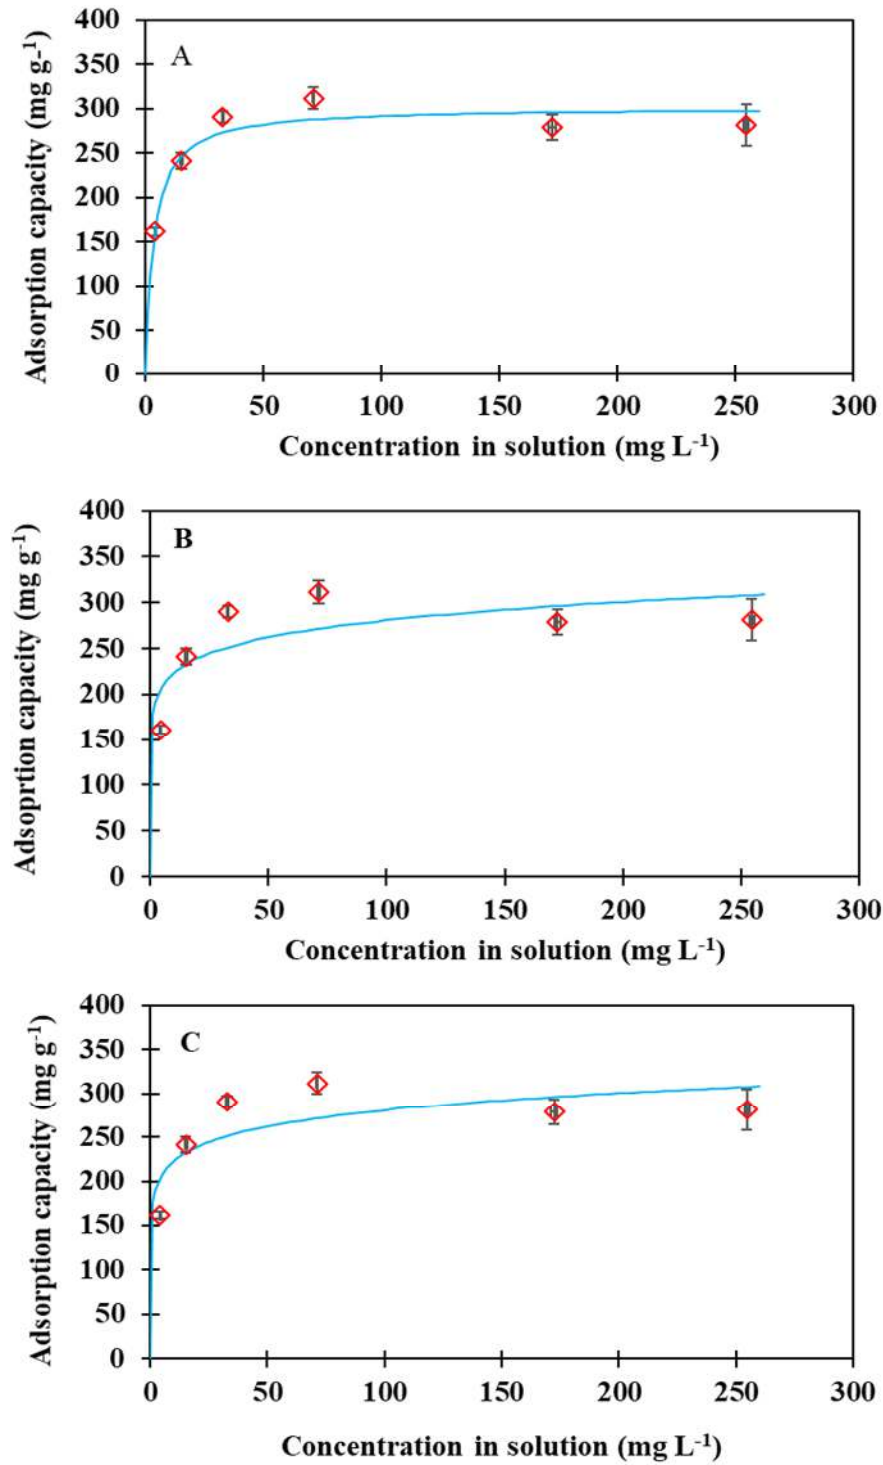 400
350
300
250
200
150
100
50
0
Adsorption capacity (mg g-¹)
A
0 50 100 150 200 250 300
Concentration in solution (mg L⁻¹)
400
350
300
250
200
150
100
50
0
Adsoprtion capacity (mg g⁻¹)
B
0 50 100 150 200 250 300
Concentration in solution (mg L⁻¹)
400
350
300
250
200
150
100
50
0
Adsorption capacity (mg g⁻¹)
C
0 50 100 150 200 250 300
Concentration in solution (mg L⁻¹)